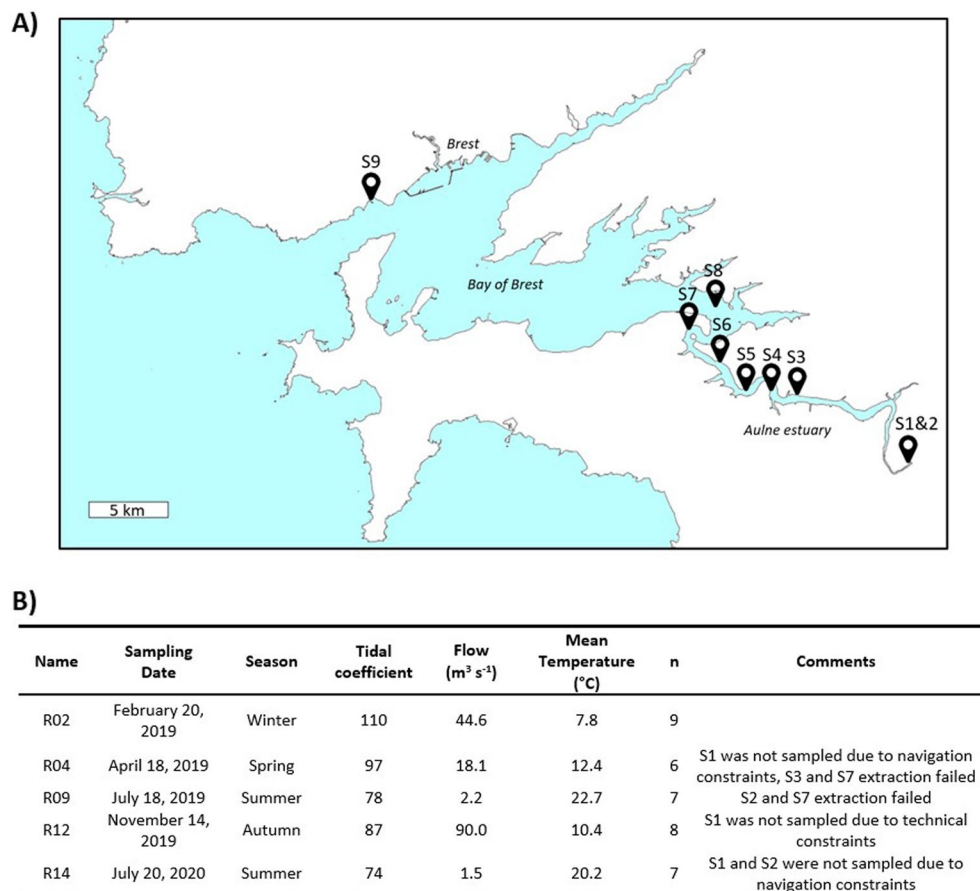 A)
Brest
S9
Bay of Brest
S8
S7
S6
S5 S4 S3
Aulne estuary
S1&2
5 km
B)
Name Sampling Date Season Tidal coefficient Flow (m³ s⁻¹) Mean Temperature (°C) n Comments
R02 February 20, 2019 Winter 110 44.6 7.8 9
R04 April 18, 2019 Spring 97 18.1 12.4 6 S1 was not sampled due to navigation constraints, S3 and S7 extraction failed
R09 July 18, 2019 Summer 78 2.2 22.7 7 S2 and S7 extraction failed
R12 November 14, 2019 Autumn 87 90.0 10.4 8 S1 was not sampled due to technical constraints
R14 July 20, 2020 Summer 74 1.5 20.2 7 S1 and S2 were not sampled due to navigation constraints